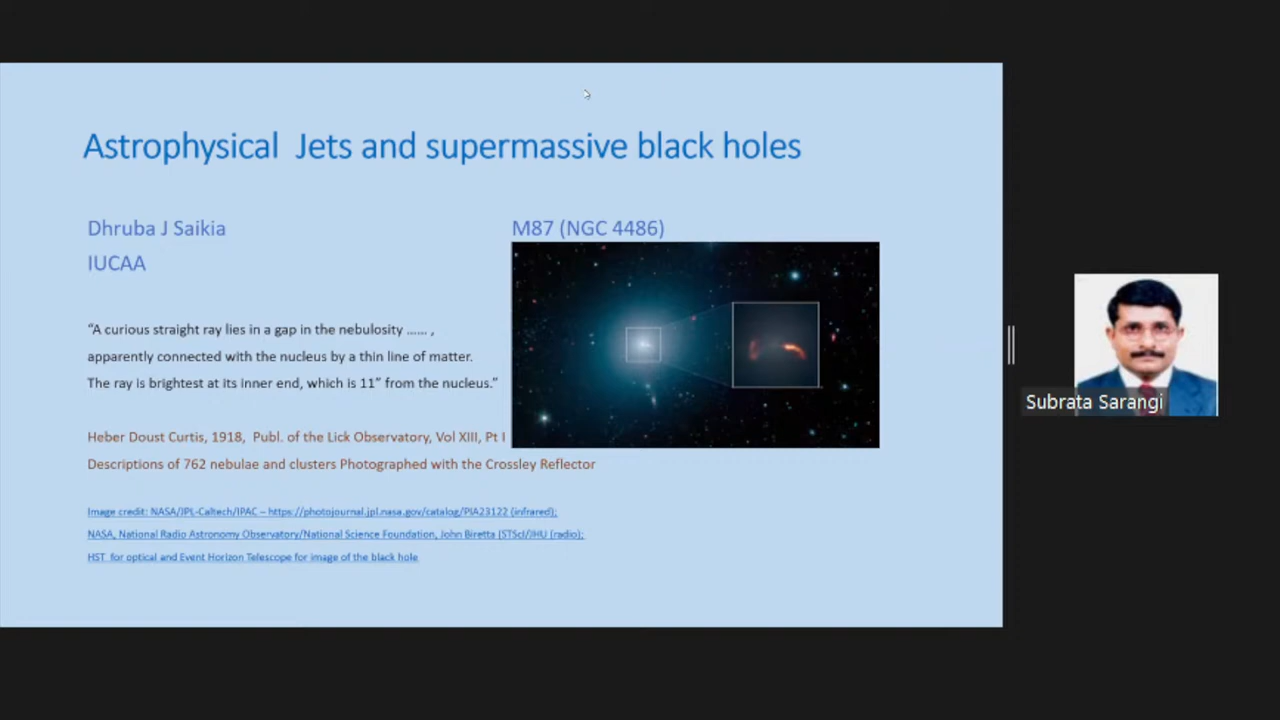 Astrophysical Jets and supermassive black holes
Dhruba J Saikia
IUCAA
M87 (NGC 4486)
“A curious straight ray lies in a gap in the nebulosity …… ,
apparently connected with the nucleus by a thin line of matter.
The ray is brightest at its inner end, which is 11” from the nucleus.”
Heber Doust Curtis, 1918, Publ. of the Lick Observatory, Vol XIII, Pt I
Descriptions of 762 nebulae and clusters Photographed with the Crossley Reflector
Image credit: NASA/JPL-Caltech/IPAC – https://photojournal.jpl.nasa.gov/catalog/PIA23122 (infrared);
NASA, National Radio Astronomy Observatory/National Science Foundation, John Biretta (STScI/JHU (radio);
HST for optical and Event Horizon Telescope for image of the black hole
Subrata Sarangi